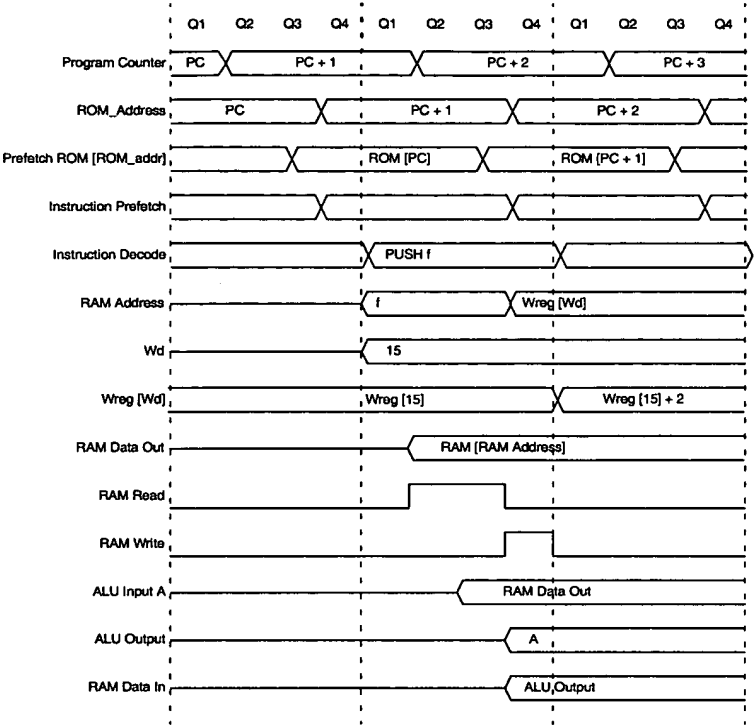 Q1 Q2 Q3 Q4 Q1 Q2 Q3 Q4 Q1 Q2 Q3 Q4
Program Counter PC PC + 1 PC + 2 PC + 3
ROM_Address PC PC + 1 PC + 2
Prefetch ROM [ROM_addr] ROM [PC] ROM [PC + 1]
Instruction Prefetch
Instruction Decode PUSH f
RAM Address f Wreg [Wd]
Wd 15
Wreg [Wd] Wreg [15] Wreg [15] + 2
RAM Data Out RAM [RAM Address]
RAM Read
RAM Write
ALU Input A RAM Data Out
ALU Output A
RAM Data In ALU Output